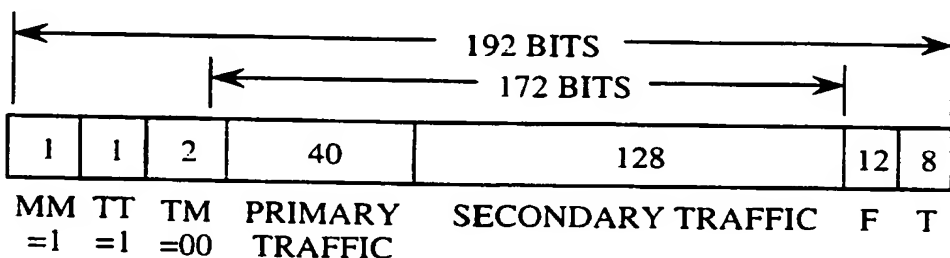 192 BITS
172 BITS
1 1 2 40 128 12 8
MM TT TM PRIMARY SECONDARY TRAFFIC F T
=1 =1 =00 TRAFFIC